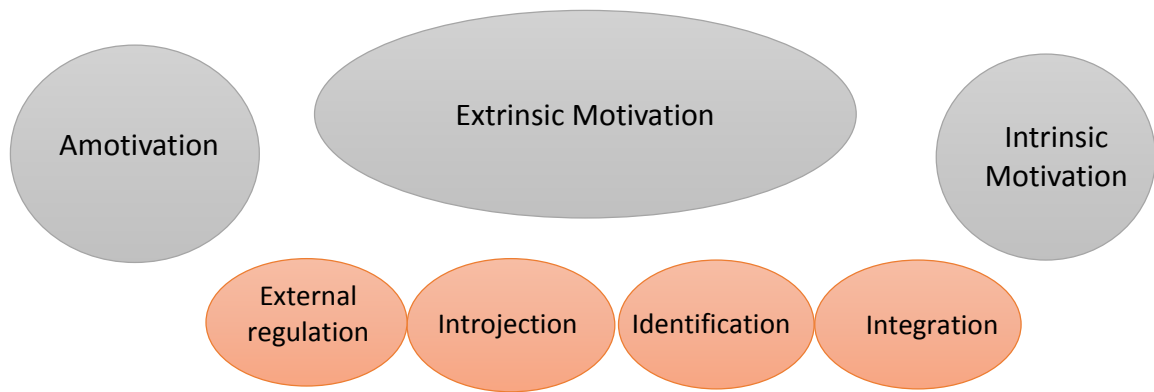 Amotivation
Extrinsic Motivation
Intrinsic
Motivation
External
regulation
Introjection
Identification
Integration